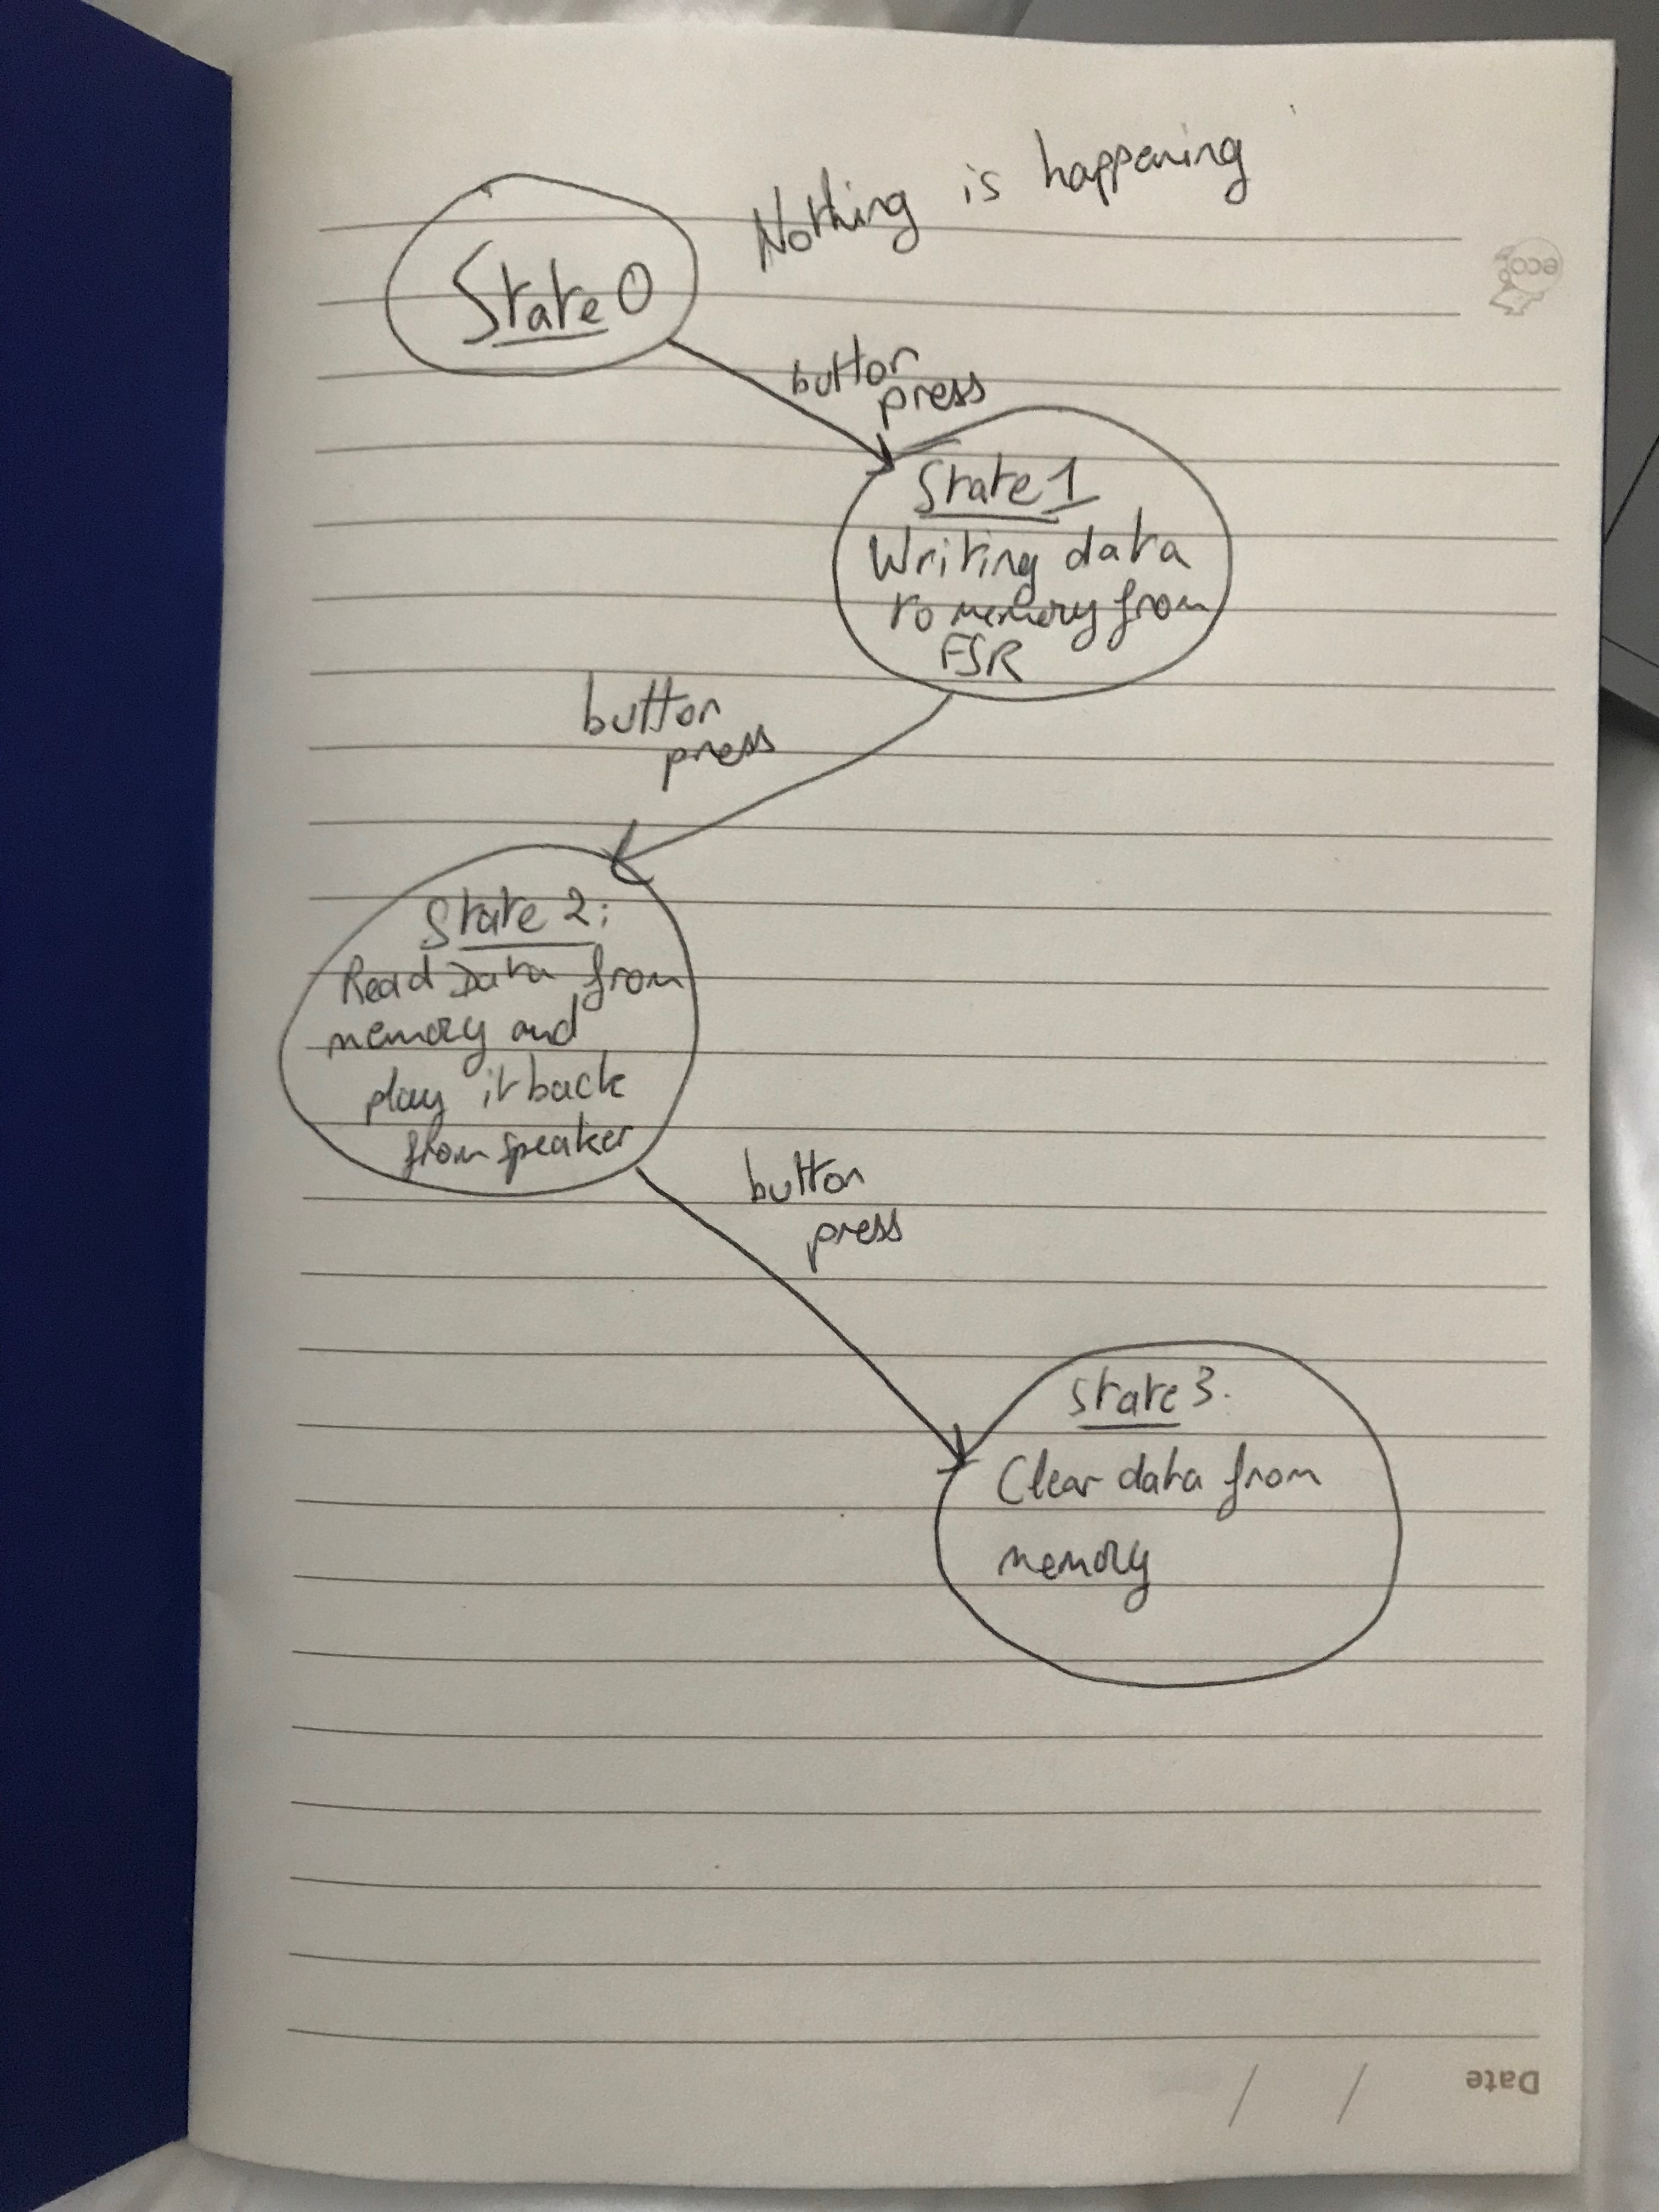 Nothing is happening
State 0
eco
button
press
State 1
Writing data
to memory from
FSR
button
press
State 2:
Read Data from
memory and
play it back
from speaker
button
press
State 3.
Clear data from
memory
Date / /